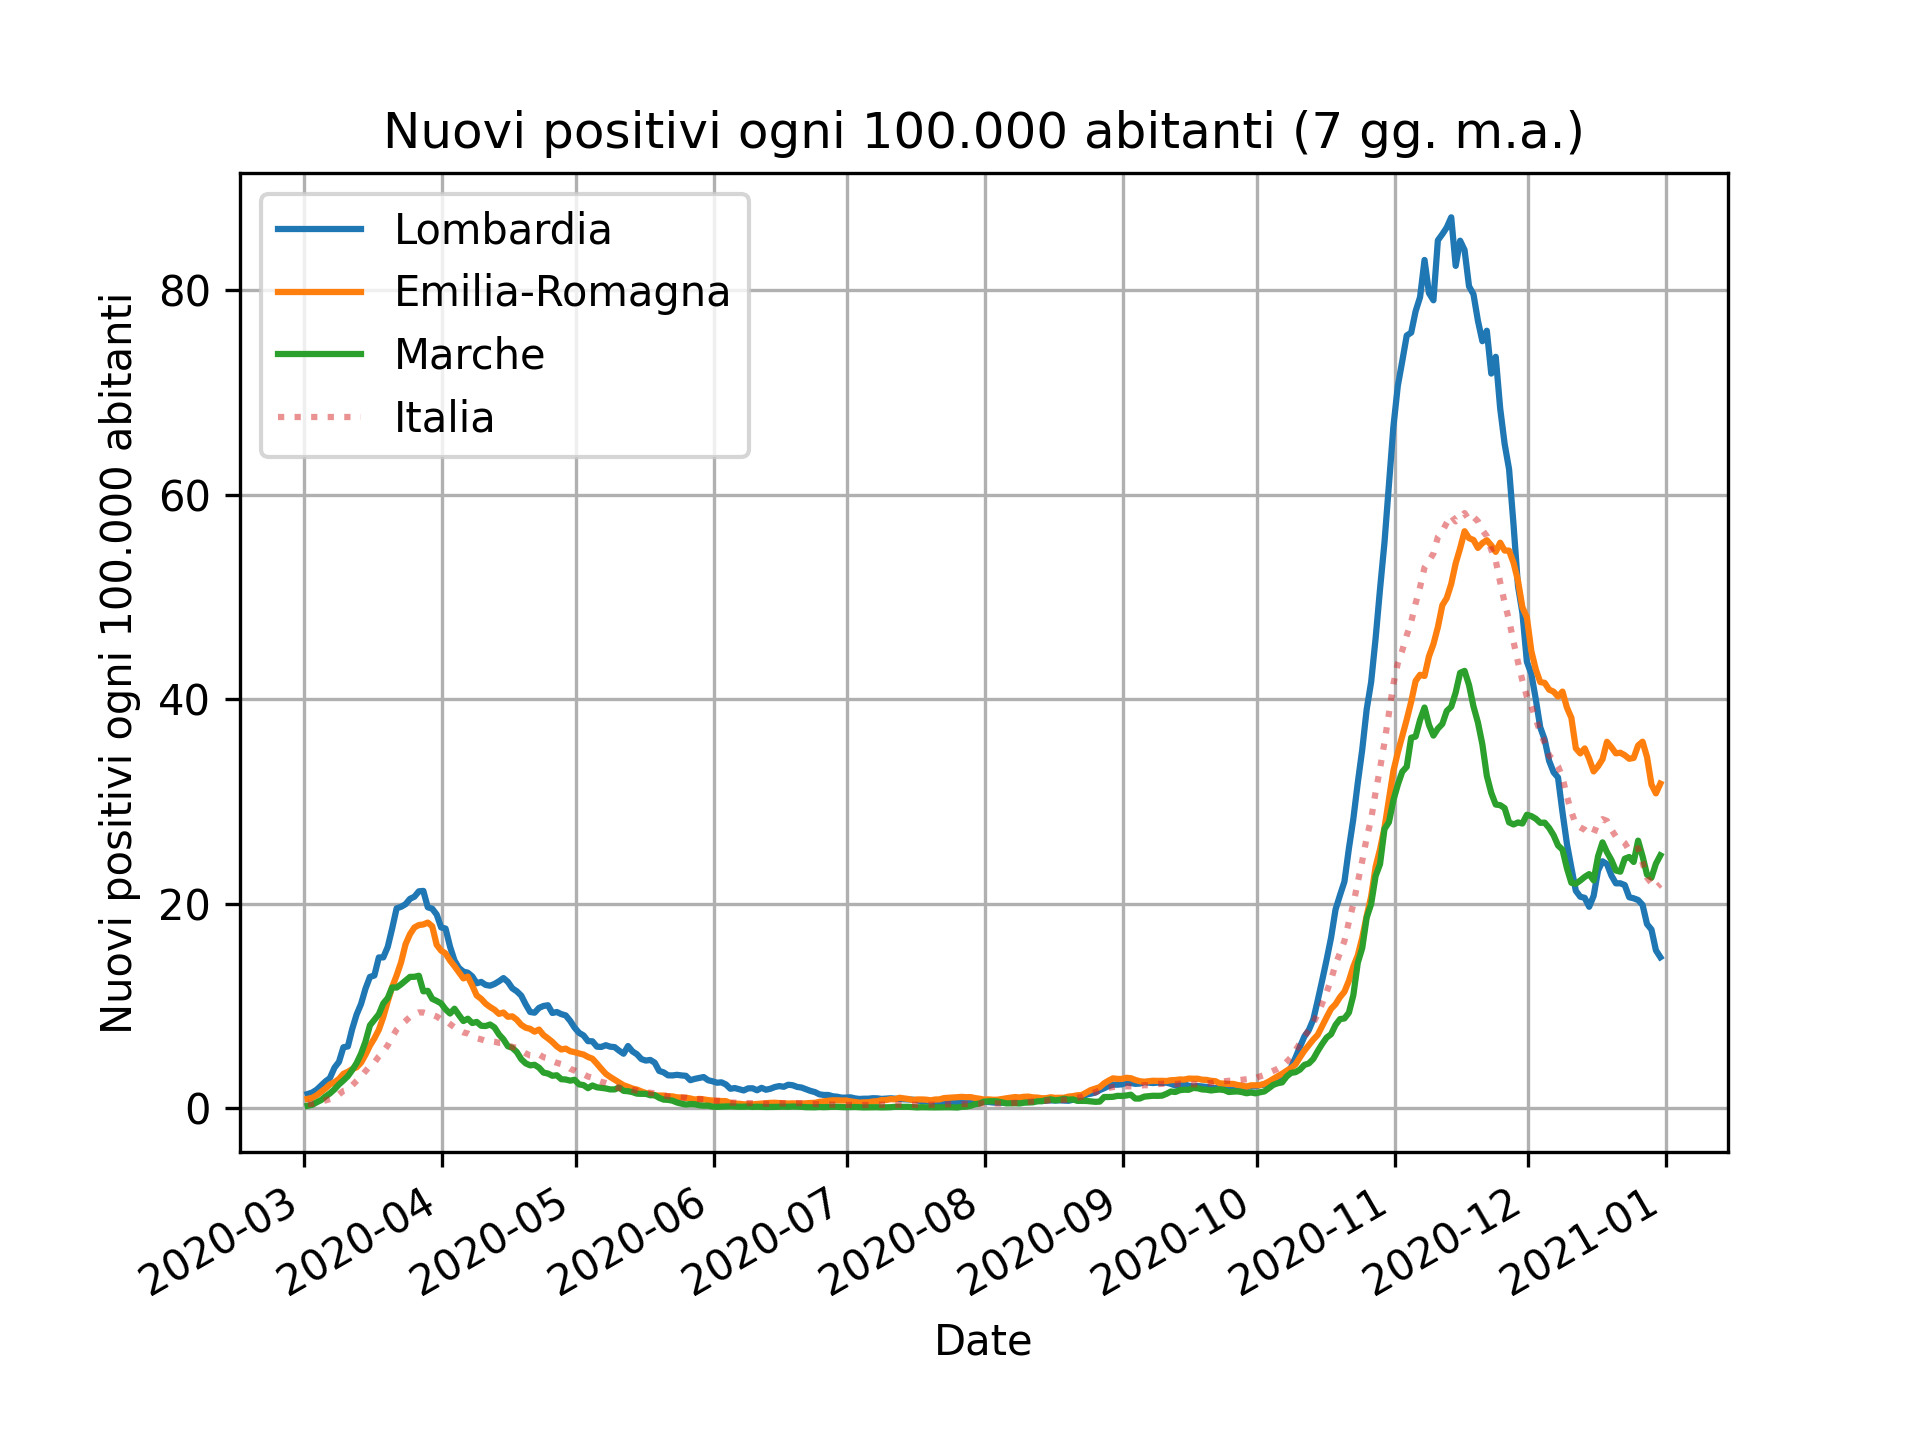 Nuovi positivi ogni 100.000 abitanti (7 gg. m.a.)
Lombardia
Emilia-Romagna
Marche
Italia
Nuovi positivi ogni 100.000 abitanti
80
60
40
20
0
2020-03
2020-04
2020-05
2020-06
2020-07
2020-08
2020-09
2020-10
2020-11
2020-12
2021-01
Date